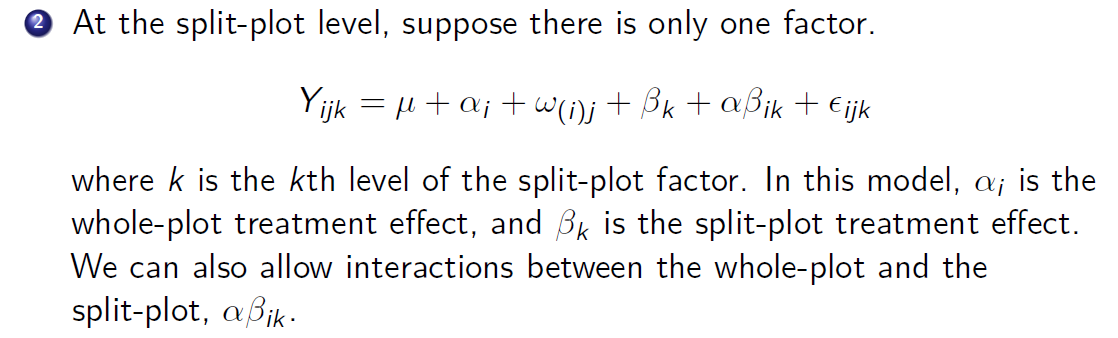 2 At the split-plot level, suppose there is only one factor.
Y_{ijk} = μ + α_i + ω_{(i)j} + β_k + αβ_{ik} + ϵ_{ijk}
where k is the kth level of the split-plot factor. In this model, α_i is the
whole-plot treatment effect, and β_k is the split-plot treatment effect.
We can also allow interactions between the whole-plot and the
split-plot, αβ_{ik}.